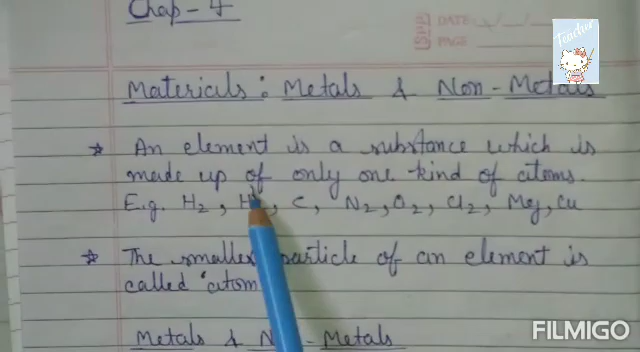 Chap - 4
DATE
PAGE
Teacher
Materials : Metals & Non - Metals
* An element is a substance which is
made up of only one kind of atoms.
E.g. H2, , C, N2, O2, Cl2, Mg, Cu
* The smallest particle of an element is
called 'atom
Metals & Non - Metals
FILMIGO